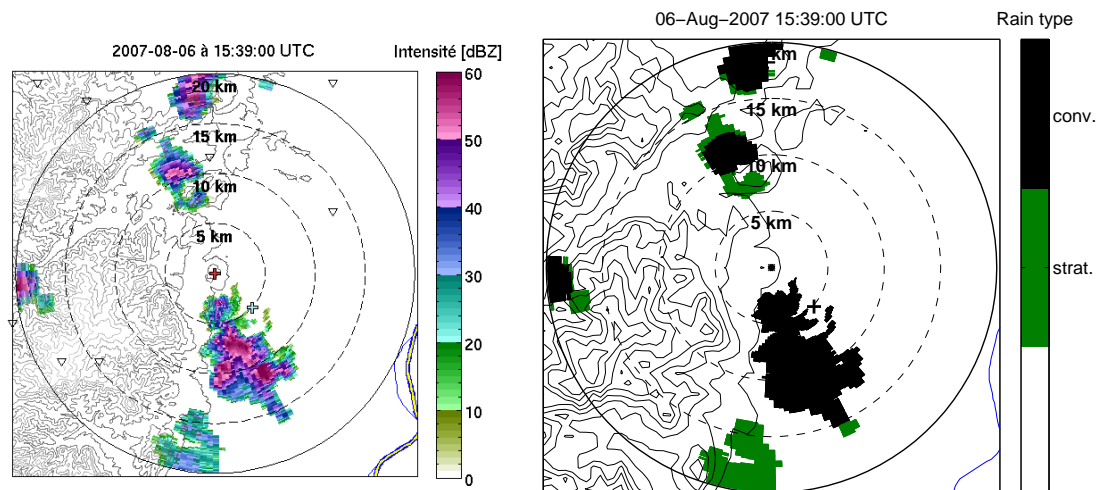 2007-08-06 à 15:39:00 UTC
Intensité [dBZ]
20 km
15 km
10 km
5 km
60
50
40
30
20
10
0
06–Aug–2007 15:39:00 UTC
Rain type
km
15 km
10 km
5 km
conv.
strat.